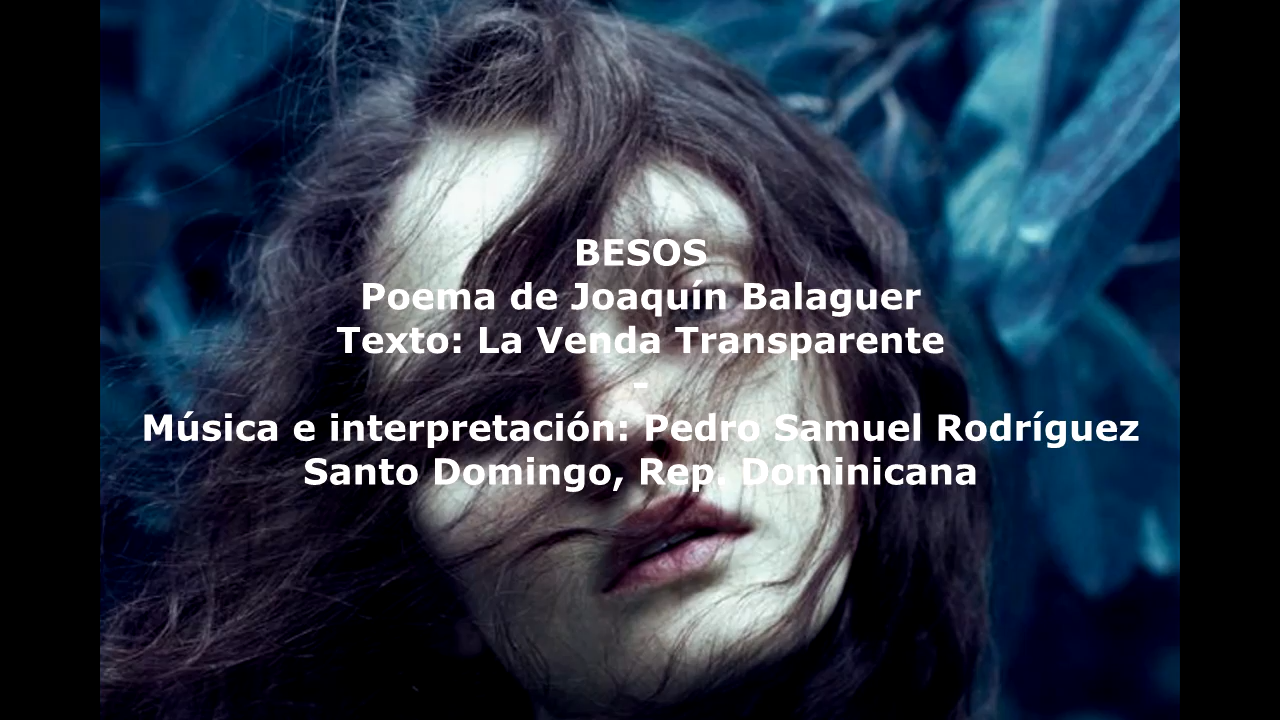 BESOS
Poema de Joaquín Balaguer
Texto: La Venda Transparente
-
Música e interpretación: Pedro Samuel Rodríguez
Santo Domingo, Rep. Dominicana